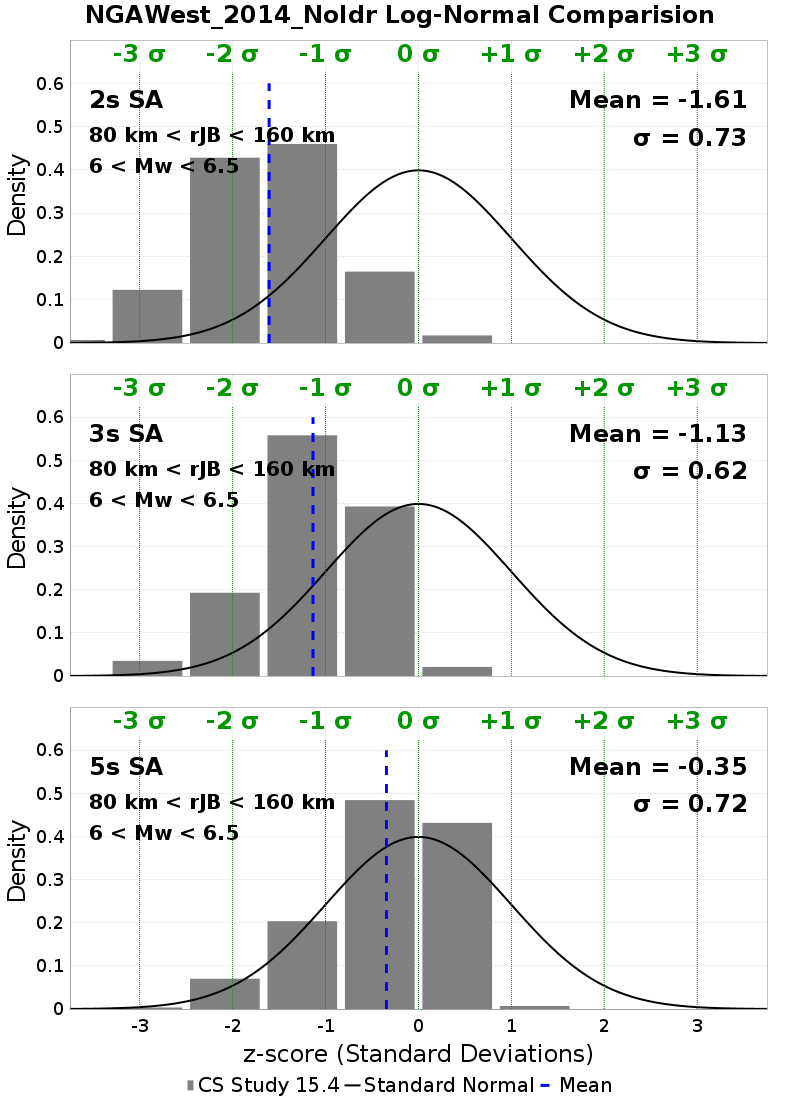 NGAWest_2014_NoIdr Log-Normal Comparision
-3 σ -2 σ -1 σ 0 σ +1 σ +2 σ +3 σ
0.6
2s SA Mean = -1.61
0.5
80 km < rJB < 160 km σ = 0.73
6 < Mw < 6.5
0.4
Density
0.3
0.2
0.1
0
-3 σ -2 σ -1 σ 0 σ +1 σ +2 σ +3 σ
0.6
3s SA Mean = -1.13
0.5
80 km < rJB < 160 km σ = 0.62
6 < Mw < 6.5
0.4
Density
0.3
0.2
0.1
0
-3 σ -2 σ -1 σ 0 σ +1 σ +2 σ +3 σ
0.6
5s SA Mean = -0.35
0.5
80 km < rJB < 160 km σ = 0.72
6 < Mw < 6.5
0.4
Density
0.3
0.2
0.1
0
-3 -2 -1 0 1 2 3
z-score (Standard Deviations)
CS Study 15.4 Standard Normal Mean